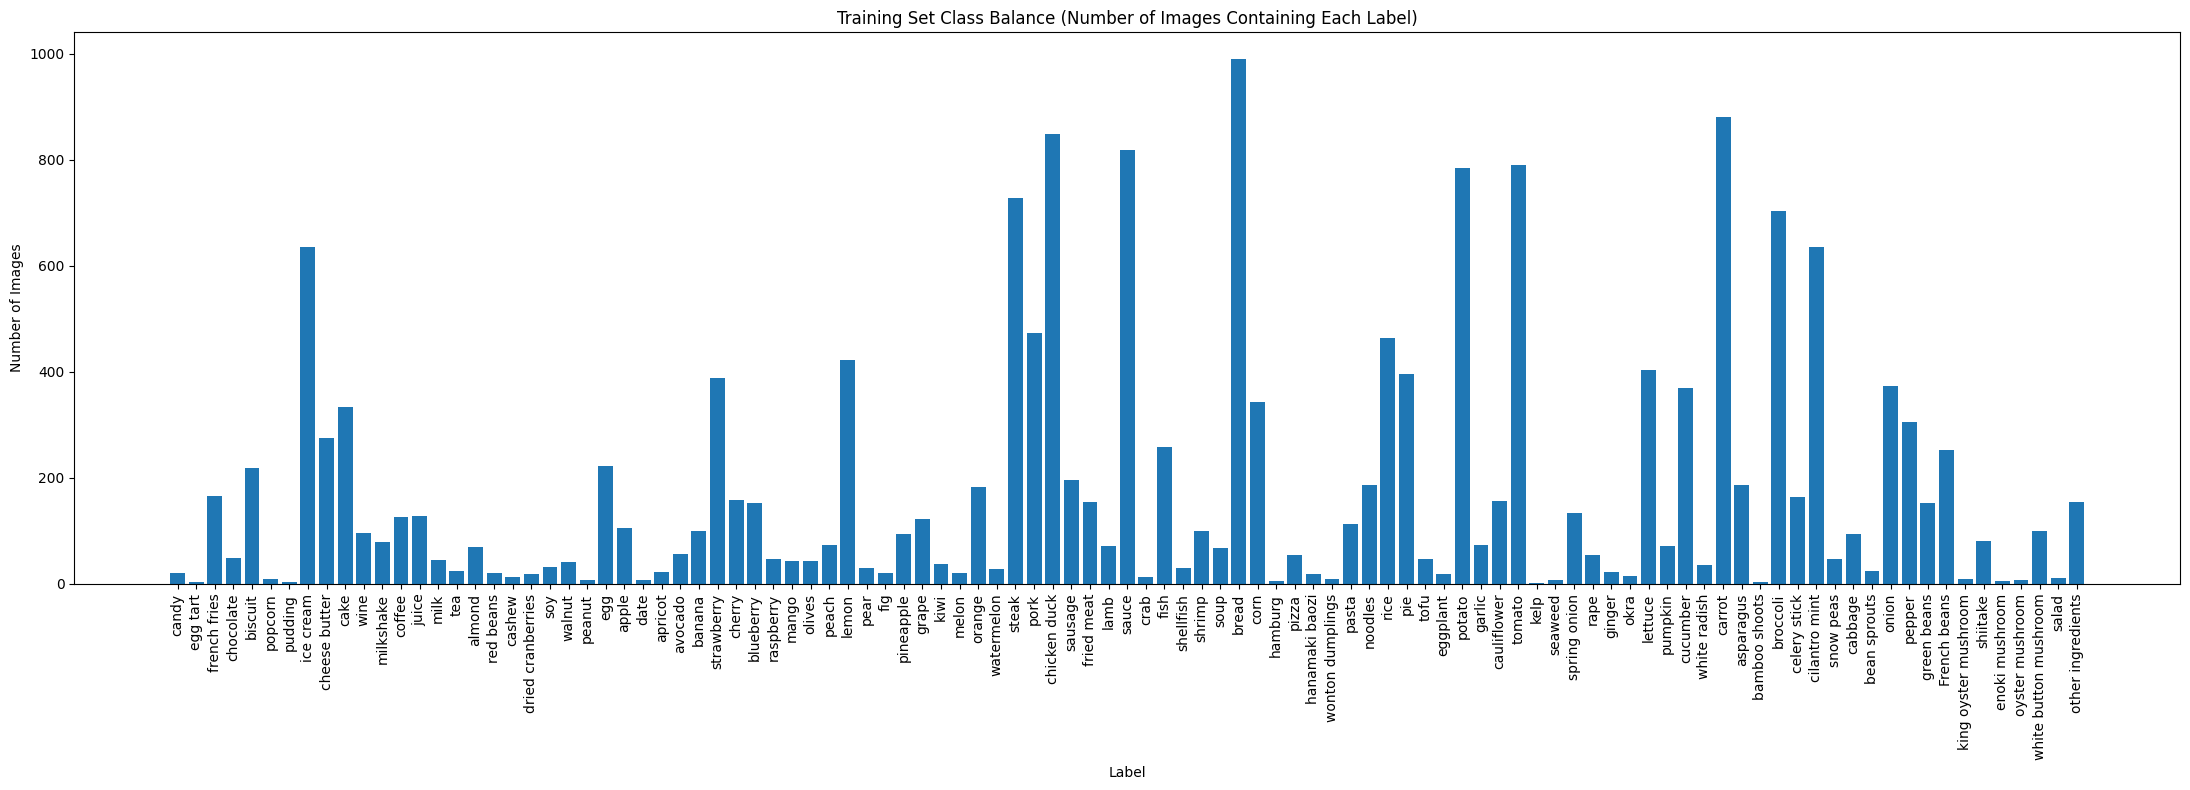 Training Set Class Balance (Number of Images Containing Each Label)
Number of Images
1000
800
600
400
200
0
candy
egg tart
french fries
chocolate
biscuit
popcorn
pudding
ice cream
cheese butter
cake
wine
milkshake
coffee
juice
milk
tea
almond
red beans
cashew
dried cranberries
soy
walnut
peanut
egg
apple
date
apricot
avocado
banana
strawberry
cherry
blueberry
raspberry
mango
olives
peach
lemon
pear
fig
pineapple
grape
kiwi
melon
orange
watermelon
steak
pork
chicken duck
sausage
fried meat
lamb
sauce
crab
fish
shellfish
shrimp
soup
bread
corn
hamburg
pizza
hanamaki baozi
wonton dumplings
pasta
noodles
rice
pie
tofu
eggplant
potato
garlic
cauliflower
tomato
kelp
seaweed
spring onion
rape
ginger
okra
lettuce
pumpkin
cucumber
white radish
carrot
asparagus
bamboo shoots
broccoli
celery stick
cilantro mint
snow peas
cabbage
bean sprouts
onion
pepper
green beans
French beans
king oyster mushroom
shiitake
enoki mushroom
oyster mushroom
white button mushroom
salad
other ingredients
Label